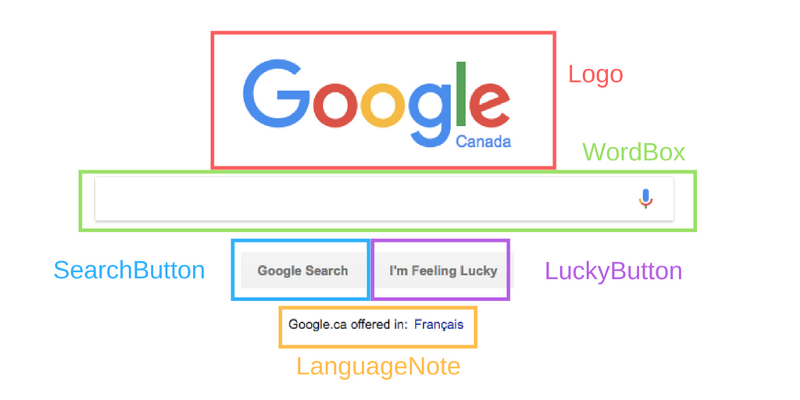 Google
Logo
Canada
WordBox
SearchButton
Google Search
I'm Feeling Lucky
LuckyButton
Google.ca offered in: Français
LanguageNote